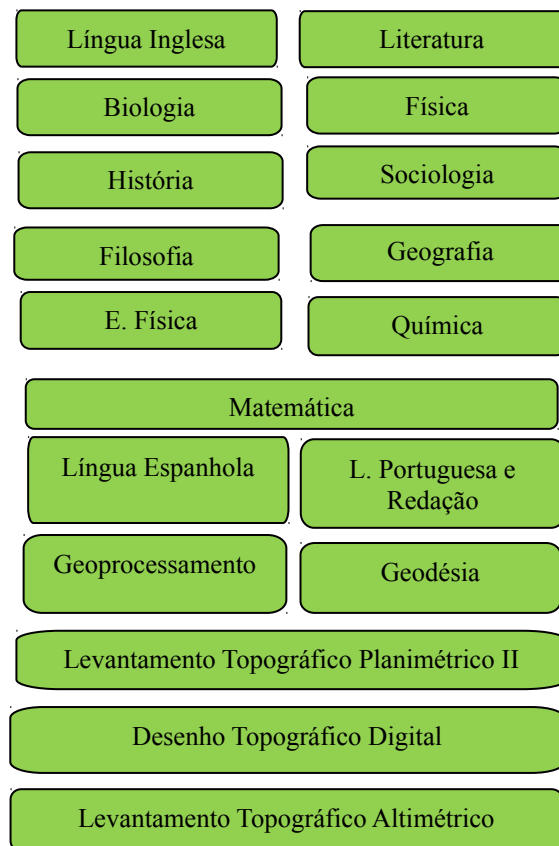 Língua Inglesa
Literatura
Biologia
Física
História
Sociologia
Filosofia
Geografia
E. Física
Química
Matemática
Língua Espanhola
L. Portuguesa e
Redação
Geoprocessamento
Geodésia
Levantamento Topográfico Planimétrico II
Desenho Topográfico Digital
Levantamento Topográfico Altimétrico